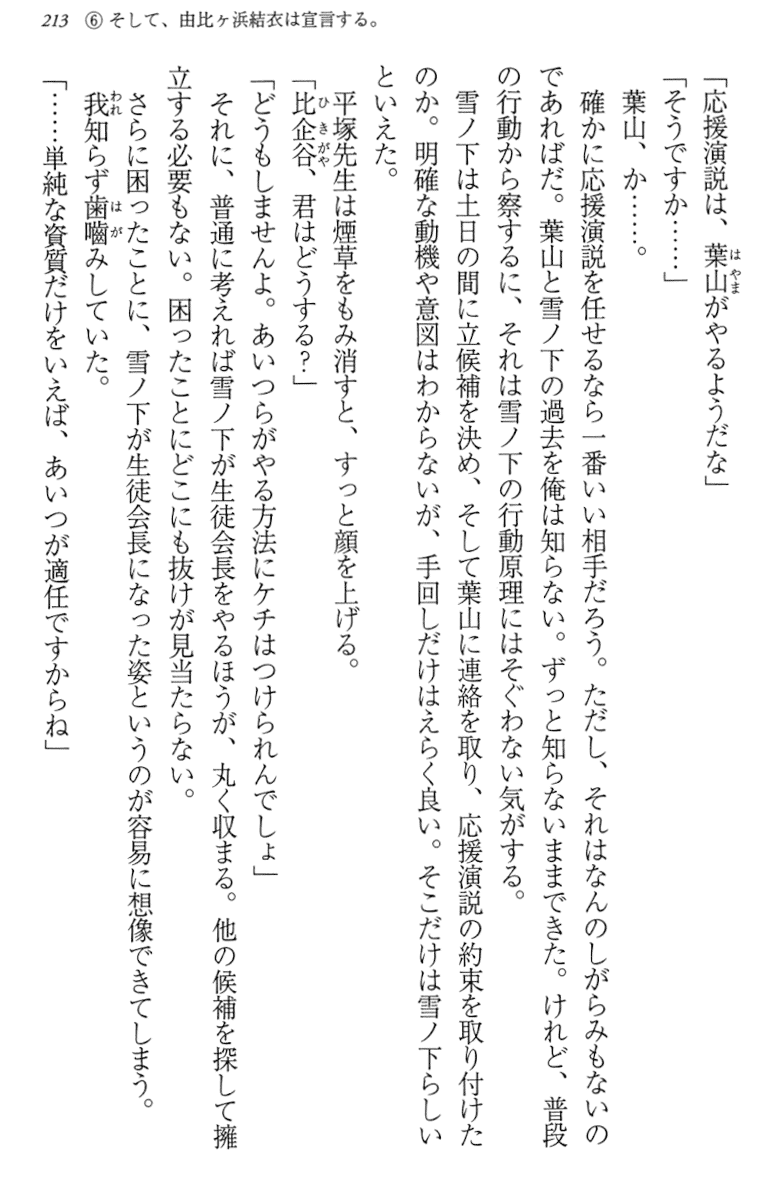 213 ⑥ そして、由比ヶ浜結衣は宣言する。
「応援演説は、葉山がやるようだな」
「そうですか……」
　葉山、か……。
　確かに応援演説を任せるなら一番いい相手だろう。ただし、それはなんのしがらみもないの
であればだ。葉山と雪ノ下の過去を俺は知らない。ずっと知らないままできた。けれど、普段
の行動から察するに、それは雪ノ下の行動原理にはそぐわない気がする。
　雪ノ下は土日の間に立候補を決め、そして葉山に連絡を取り、応援演説の約束を取り付けた
のか。明確な動機や意図はわからないが、手回しだけはえらく良い。そこだけは雪ノ下らしい
といえた。
　平塚先生は煙草をもみ消すと、すっと顔を上げる。
「比企谷、君はどうする？」
「どうもしませんよ。あいつらがやる方法にケチはつけられんでしょ」
　それに、普通に考えれば雪ノ下が生徒会長をやるほうが、丸く収まる。他の候補を探して擁
立する必要もない。困ったことにどこにも抜けが見当たらない。
　さらに困ったことに、雪ノ下が生徒会長になった姿というのが容易に想像できてしまう。
　我知らず歯嚙みしていた。
「……単純な資質だけをいえば、あいつが適任ですからね」